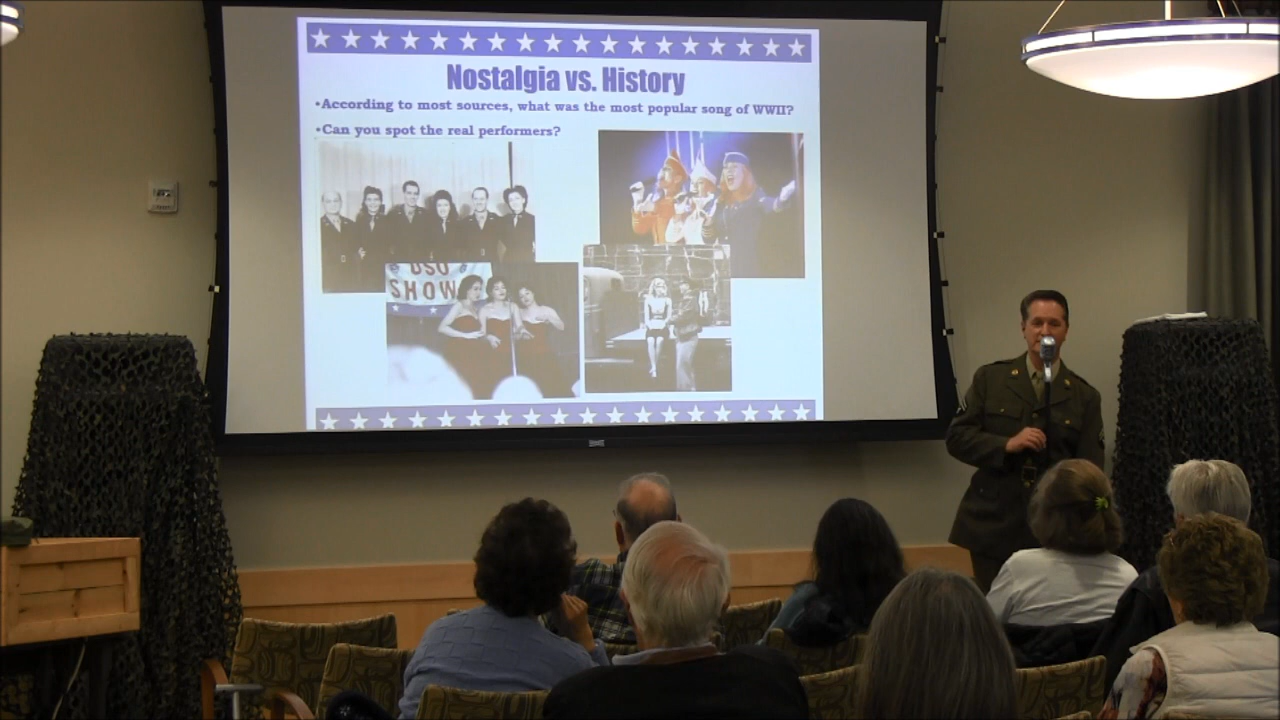 Nostalgia vs. History
•According to most sources, what was the most popular song of WWII?
•Can you spot the real performers?
USO
SHOW